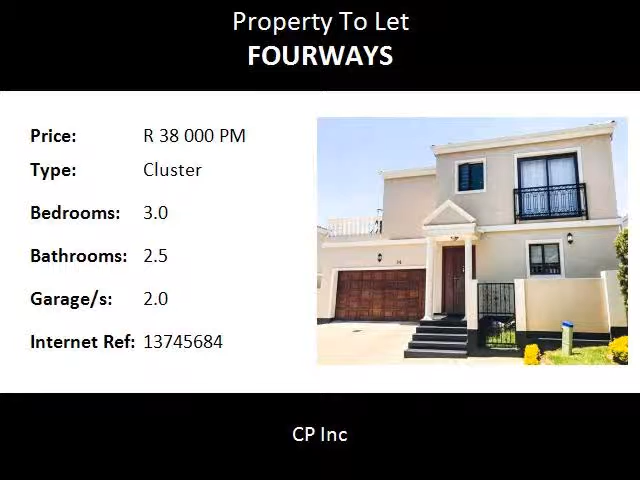 Property To Let
FOURWAYS
Price: R 38 000 PM
Type: Cluster
Bedrooms: 3.0
Bathrooms: 2.5
Garage/s: 2.0
Internet Ref: 13745684
CP Inc